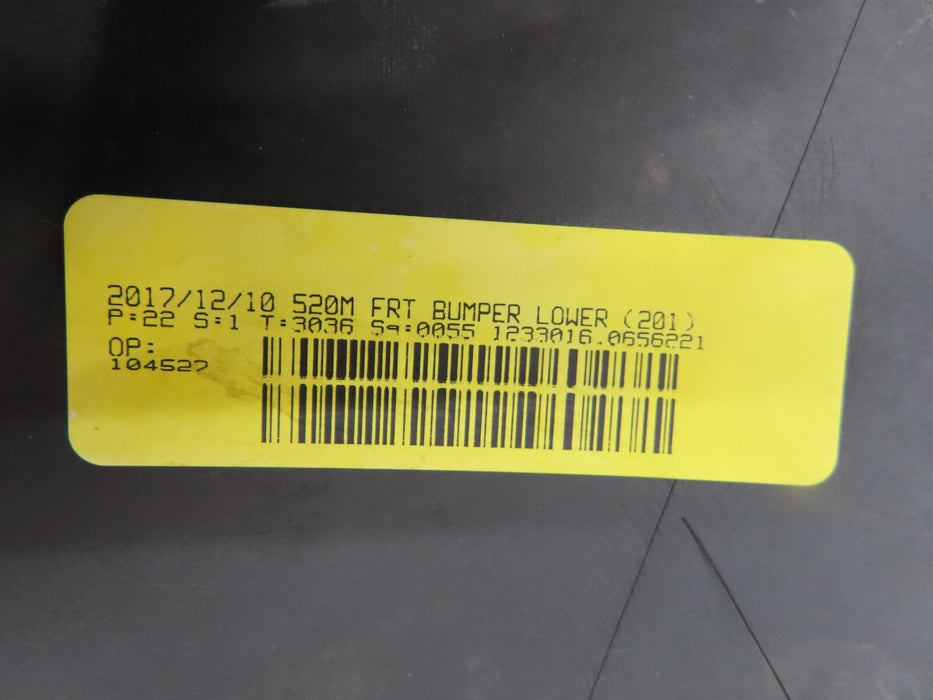 2017/12/10 520M FRT BUMPER LOWER (201)
P:22 S:1 T:3036 Sq:0055 1233016.0656221
OP:
104527